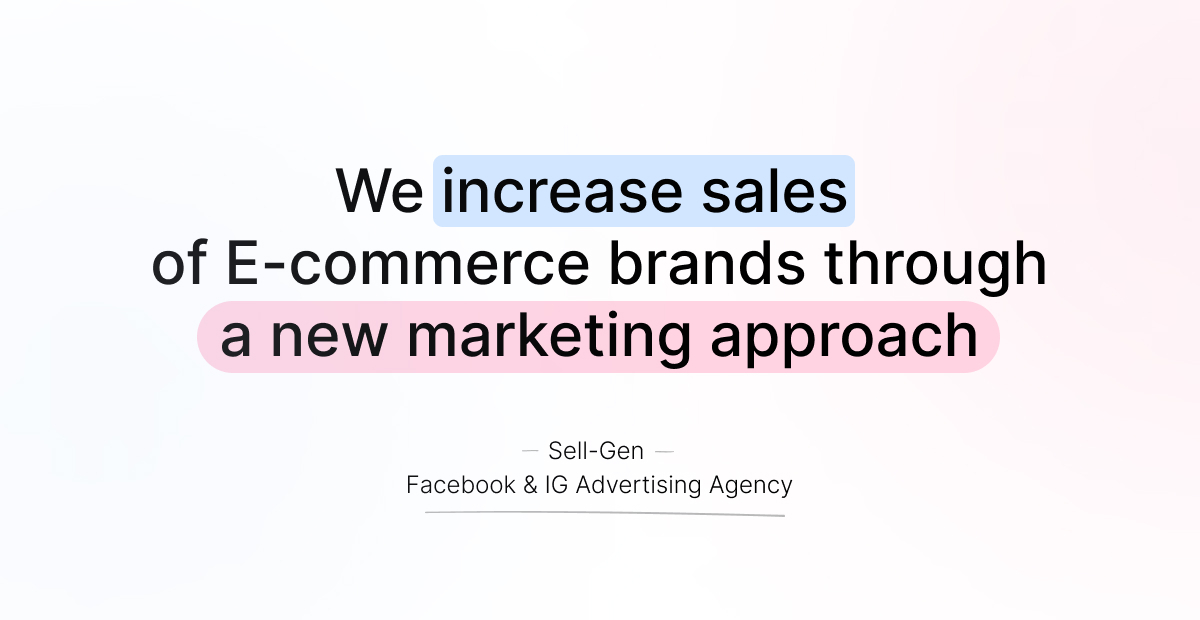 We increase sales
of E-commerce brands through
a new marketing approach
— Sell-Gen —
Facebook & IG Advertising Agency